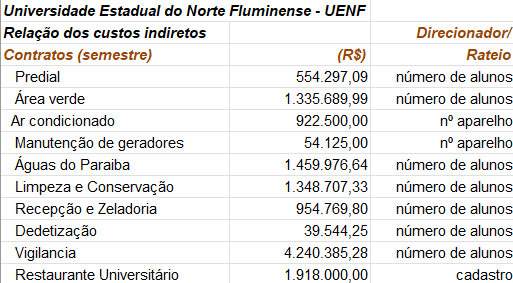 Universidade Estadual do Norte Fluminense - UENF
Relação dos custos indiretos Direcionador/
Contratos (semestre) (R$) Rateio
Predial 554.297,09 número de alunos
Área verde 1.335.689,99 número de alunos
Ar condicionado 922.500,00 nº aparelho
Manutenção de geradores 54.125,00 nº aparelho
Águas do Paraiba 1.459.976,64 número de alunos
Limpeza e Conservação 1.348.707,33 número de alunos
Recepção e Zeladoria 954.769,80 número de alunos
Dedetização 39.544,25 número de alunos
Vigilancia 4.240.385,28 número de alunos
Restaurante Universitário 1.918.000,00 cadastro